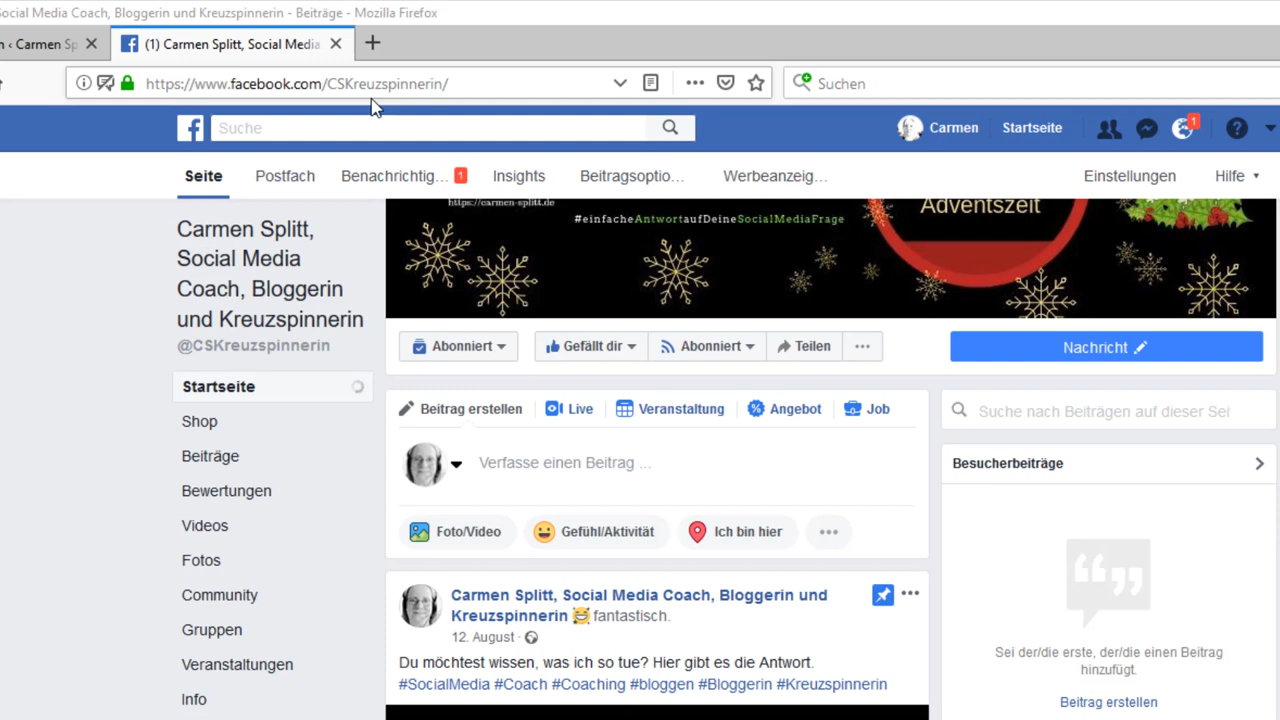 Social Media Coach, Bloggerin und Kreuzspinnerin - Beiträge - Mozilla Firefox
‹ Carmen Sp
(1) Carmen Splitt, Social Media
https://www.facebook.com/CSKreuzspinnerin/
Suchen
Suche
Carmen
Startseite
1
Seite
Postfach
Benachrichtig... 1
Insights
Beitragsoptio...
Werbeanzeig...
Einstellungen
Hilfe
https://carmen-splitt.de
#einfacheAntwortaufDeineSocialMediaFrage
Adventszeit
Carmen Splitt,
Social Media
Coach, Bloggerin
und Kreuzspinnerin
@CSKreuzspinnerin
Startseite
Shop
Beiträge
Bewertungen
Videos
Fotos
Community
Gruppen
Veranstaltungen
Info
Abonniert
Gefällt dir
Abonniert
Teilen
Nachricht
Beitrag erstellen
Live
Veranstaltung
Angebot
Job
Verfasse einen Beitrag ...
Foto/Video
Gefühl/Aktivität
Ich bin hier
Carmen Splitt, Social Media Coach, Bloggerin und
Kreuzspinnerin 😂 fantastisch.
12. August ·
Du möchtest wissen, was ich so tue? Hier gibt es die Antwort.
#SocialMedia #Coach #Coaching #bloggen #Bloggerin #Kreuzspinnerin
Suche nach Beiträgen auf dieser Sei
Besucherbeiträge
Sei der/die erste, der/die einen Beitrag
hinzufügt.
Beitrag erstellen